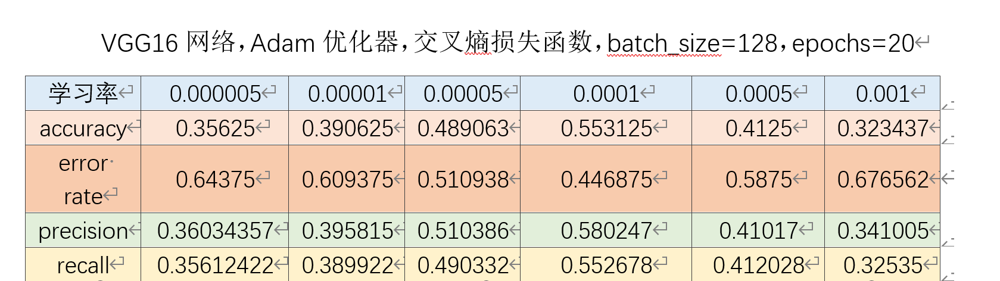 VGG16 网络，Adam 优化器，交叉熵损失函数，batch_size=128，epochs=20
学习率 0.000005 0.00001 0.00005 0.0001 0.0005 0.001
accuracy 0.35625 0.390625 0.489063 0.553125 0.4125 0.323437
error rate 0.64375 0.609375 0.510938 0.446875 0.5875 0.676562
precision 0.36034357 0.395815 0.510386 0.580247 0.41017 0.341005
recall 0.35612422 0.389922 0.490332 0.552678 0.412028 0.32535